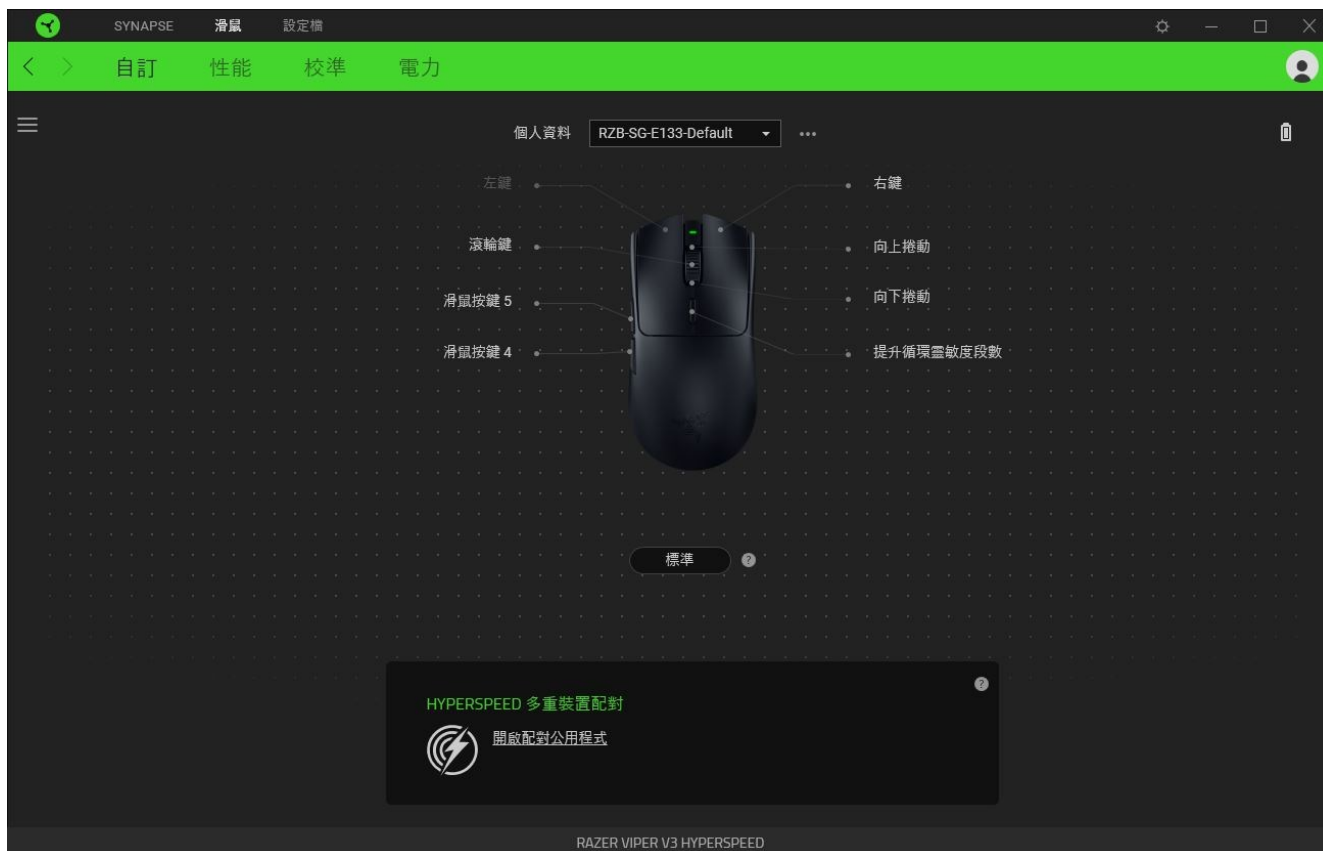 SYNAPSE 滑鼠 設定檔
自訂 性能 校準 電力
個人資料 RZB-SG-E133-Default
左鍵 右鍵
滾輪鍵 向上捲動
滑鼠按鍵 5 向下捲動
滑鼠按鍵 4 提升循環靈敏度段數
標準 ?
?
HYPERSPEED 多重裝置配對
開啟配對公用程式
RAZER VIPER V3 HYPERSPEED